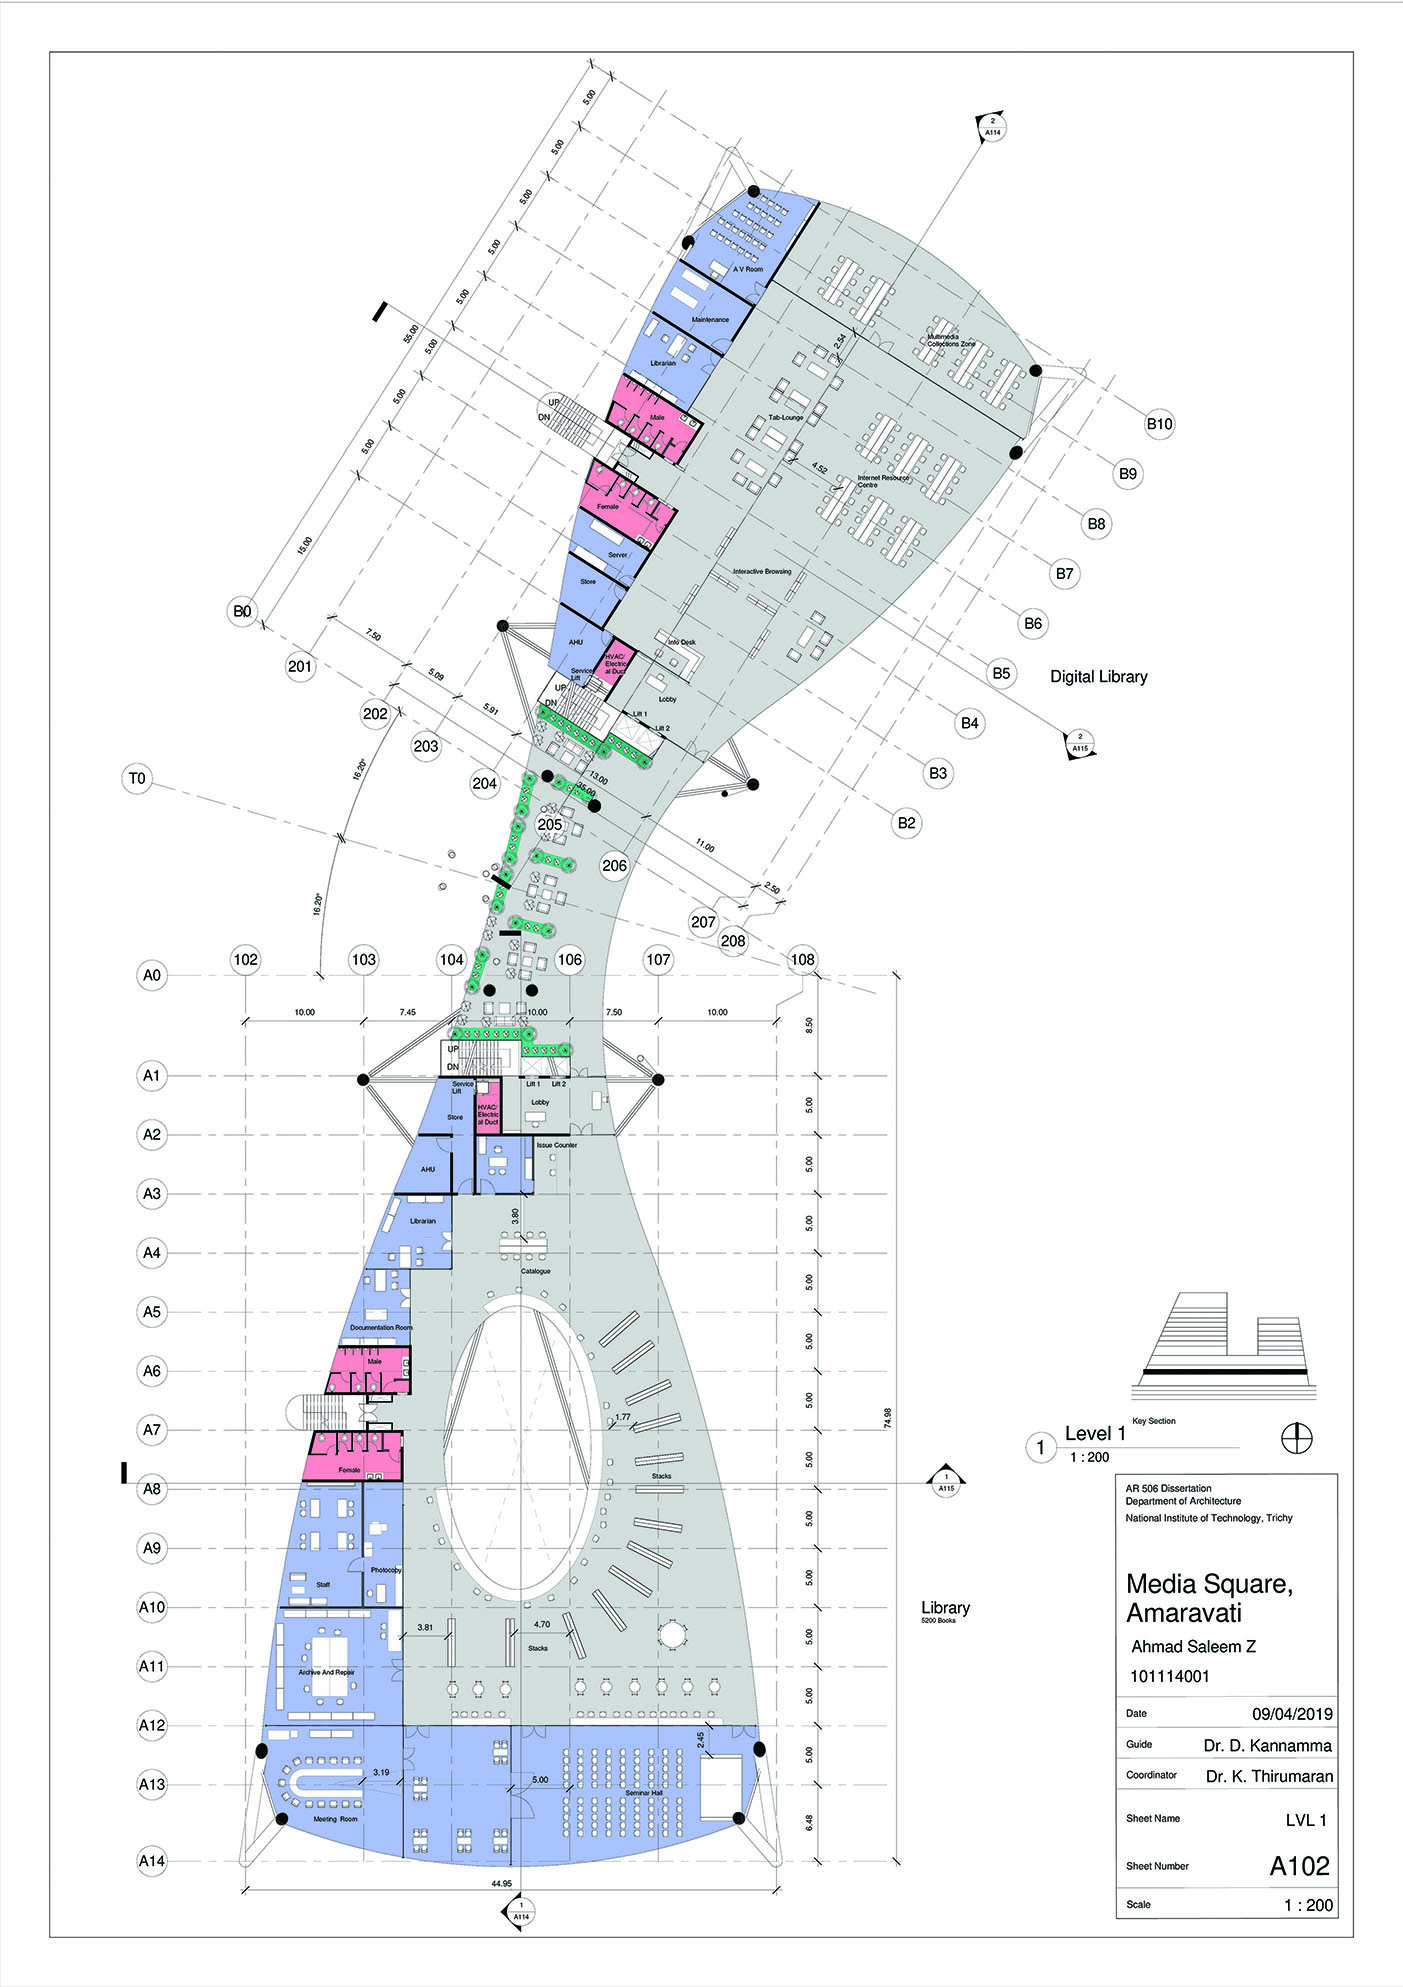 5.00
5.00
5.00
5.00
5.00
5.00
5.00
5.00
55.00
15.00
2
A114
A V Room
Maintenance
Librarian
Male
UP
DN
Female
Server
Store
AHU
HVAC/
Electric
al Duct
Service
Lift
UP
DN
Multimedia
Collections Zone
2.54
Tab-Lounge
4.52
Internet Resource
Centre
Interactive Browsing
Info Desk
Lobby
Lift 1
Lift 2
B10
B9
B8
B7
B6
B5
B4
B3
B2
Digital Library
2
A115
B0
201
202
203
204
205
206
207
208
7.50
5.09
5.91
13.00
35.00
11.00
2.50
T0
16.20°
16.20°
102
103
104
106
107
108
A0
10.00
7.45
10.00
7.50
10.00
8.50
UP
DN
A1
Service
Lift
Lift 1
Lift 2
Lobby
Store
HVAC/
Electric
al Duct
5.00
A2
Issue Counter
AHU
5.00
A3
Librarian
3.80
5.00
A4
Catalogue
5.00
A5
Documentation Room
5.00
Male
A6
5.00
A7
1.77
74.98
Female
Stacks
5.00
A8
1
A115
5.00
A9
Staff
Photocopy
5.00
A10
Library
5200 Books
3.81
4.70
Stacks
5.00
A11
Archive And Repair
5.00
A12
2.45
5.00
3.19
5.00
A13
Seminar Hall
Meeting Room
6.48
A14
44.95
1
A114
Key Section
1
Level 1
1 : 200
AR 506 Dissertation
Department of Architecture
National Institute of Technology, Trichy
Media Square,
Amaravati
Ahmad Saleem Z
101114001
Date 09/04/2019
Guide Dr. D. Kannamma
Coordinator Dr. K. Thirumaran
Sheet Name LVL 1
Sheet Number A102
Scale 1 : 200